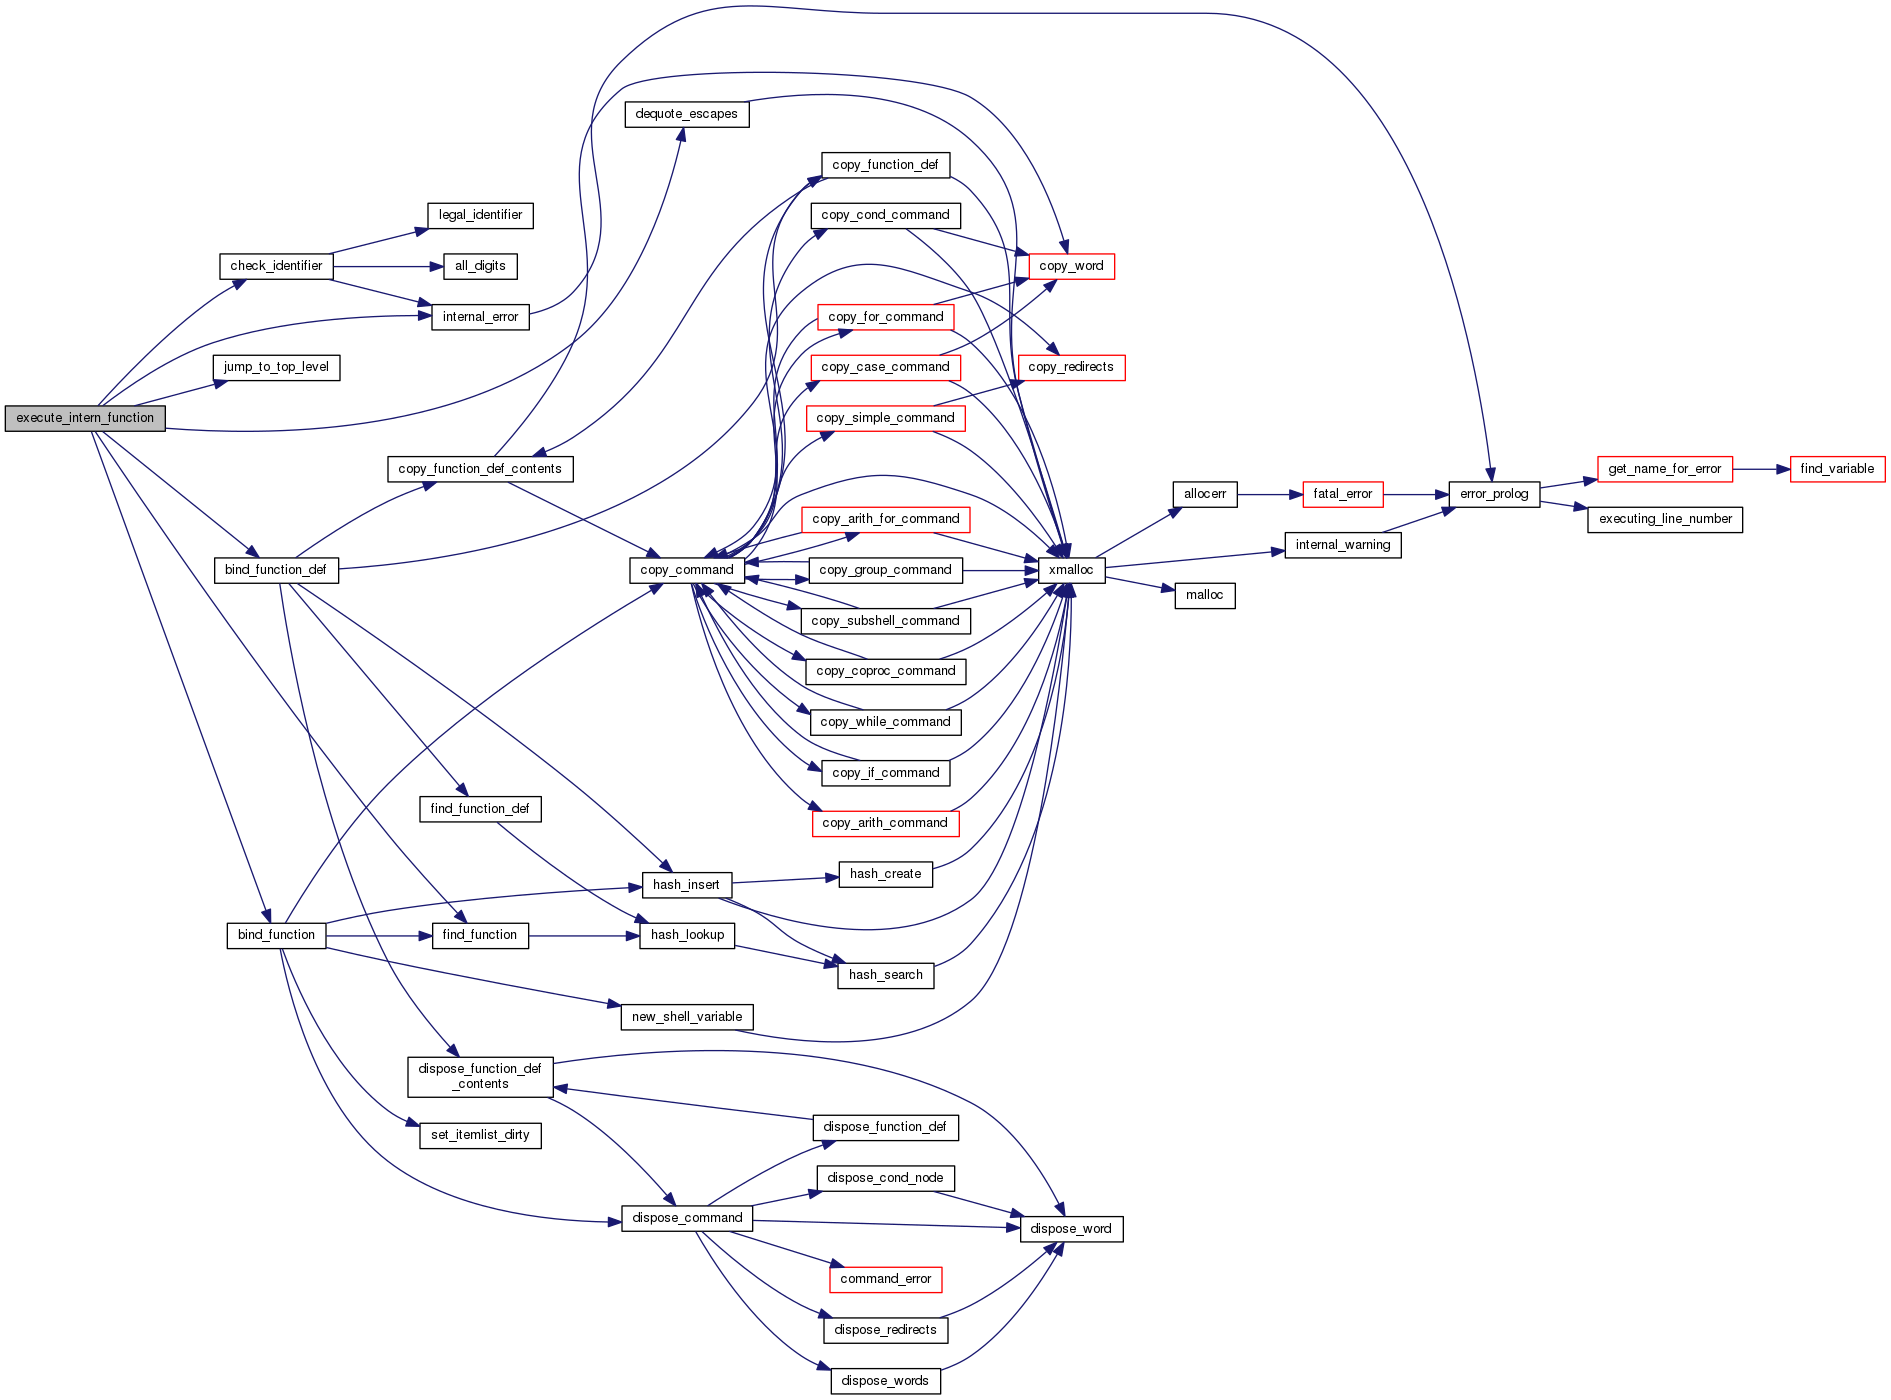 dequote_escapes
copy_function_def
legal_identifier
copy_cond_command
check_identifier
all_digits
copy_word
internal_error
copy_for_command
jump_to_top_level
copy_case_command
copy_redirects
execute_intern_function
copy_simple_command
copy_function_def_contents
get_name_for_error
find_variable
allocerr
fatal_error
error_prolog
copy_arith_for_command
executing_line_number
internal_warning
bind_function_def
copy_command
copy_group_command
xmalloc
malloc
copy_subshell_command
copy_coproc_command
copy_while_command
copy_if_command
find_function_def
copy_arith_command
hash_insert
hash_create
bind_function
find_function
hash_lookup
hash_search
new_shell_variable
dispose_function_def
_contents
set_itemlist_dirty
dispose_function_def
dispose_cond_node
dispose_command
dispose_word
command_error
dispose_redirects
dispose_words